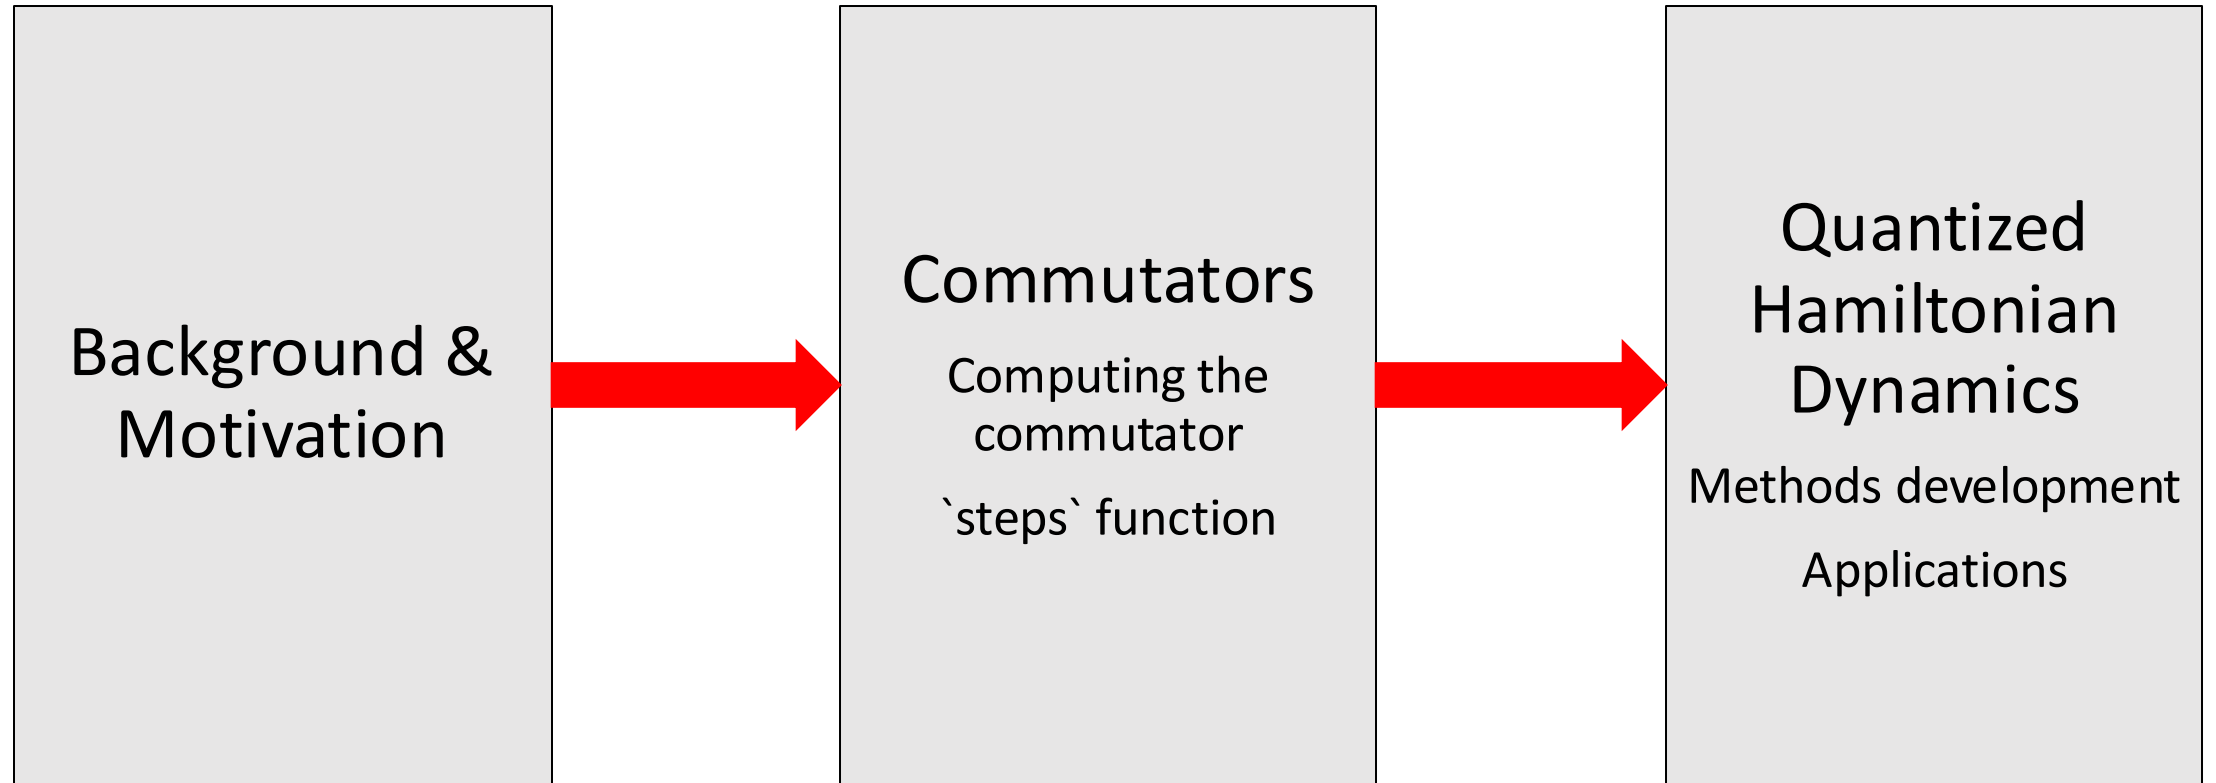 Background &
Motivation
Commutators
Computing the
commutator
`steps` function
Quantized
Hamiltonian
Dynamics
Methods development
Applications